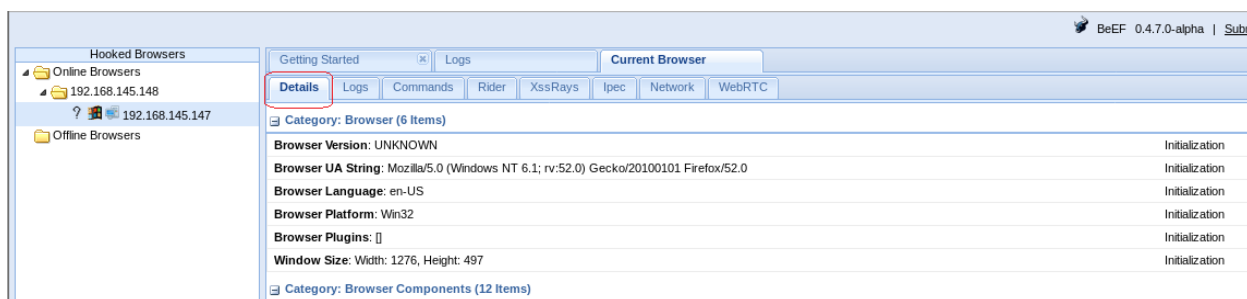 BeEF 0.4.7.0-alpha |
Hooked Browsers
Getting Started Logs Current Browser
Online Browsers
Details Logs Commands Rider XssRays Ipec Network WebRTC
192.168.145.148
? 192.168.145.147
Category: Browser (6 Items)
Offline Browsers
Browser Version: UNKNOWN Initialization
Browser UA String: Mozilla/5.0 (Windows NT 6.1; rv:52.0) Gecko/20100101 Firefox/52.0 Initialization
Browser Language: en-US Initialization
Browser Platform: Win32 Initialization
Browser Plugins: [] Initialization
Window Size: Width: 1276, Height: 497 Initialization
Category: Browser Components (12 Items)